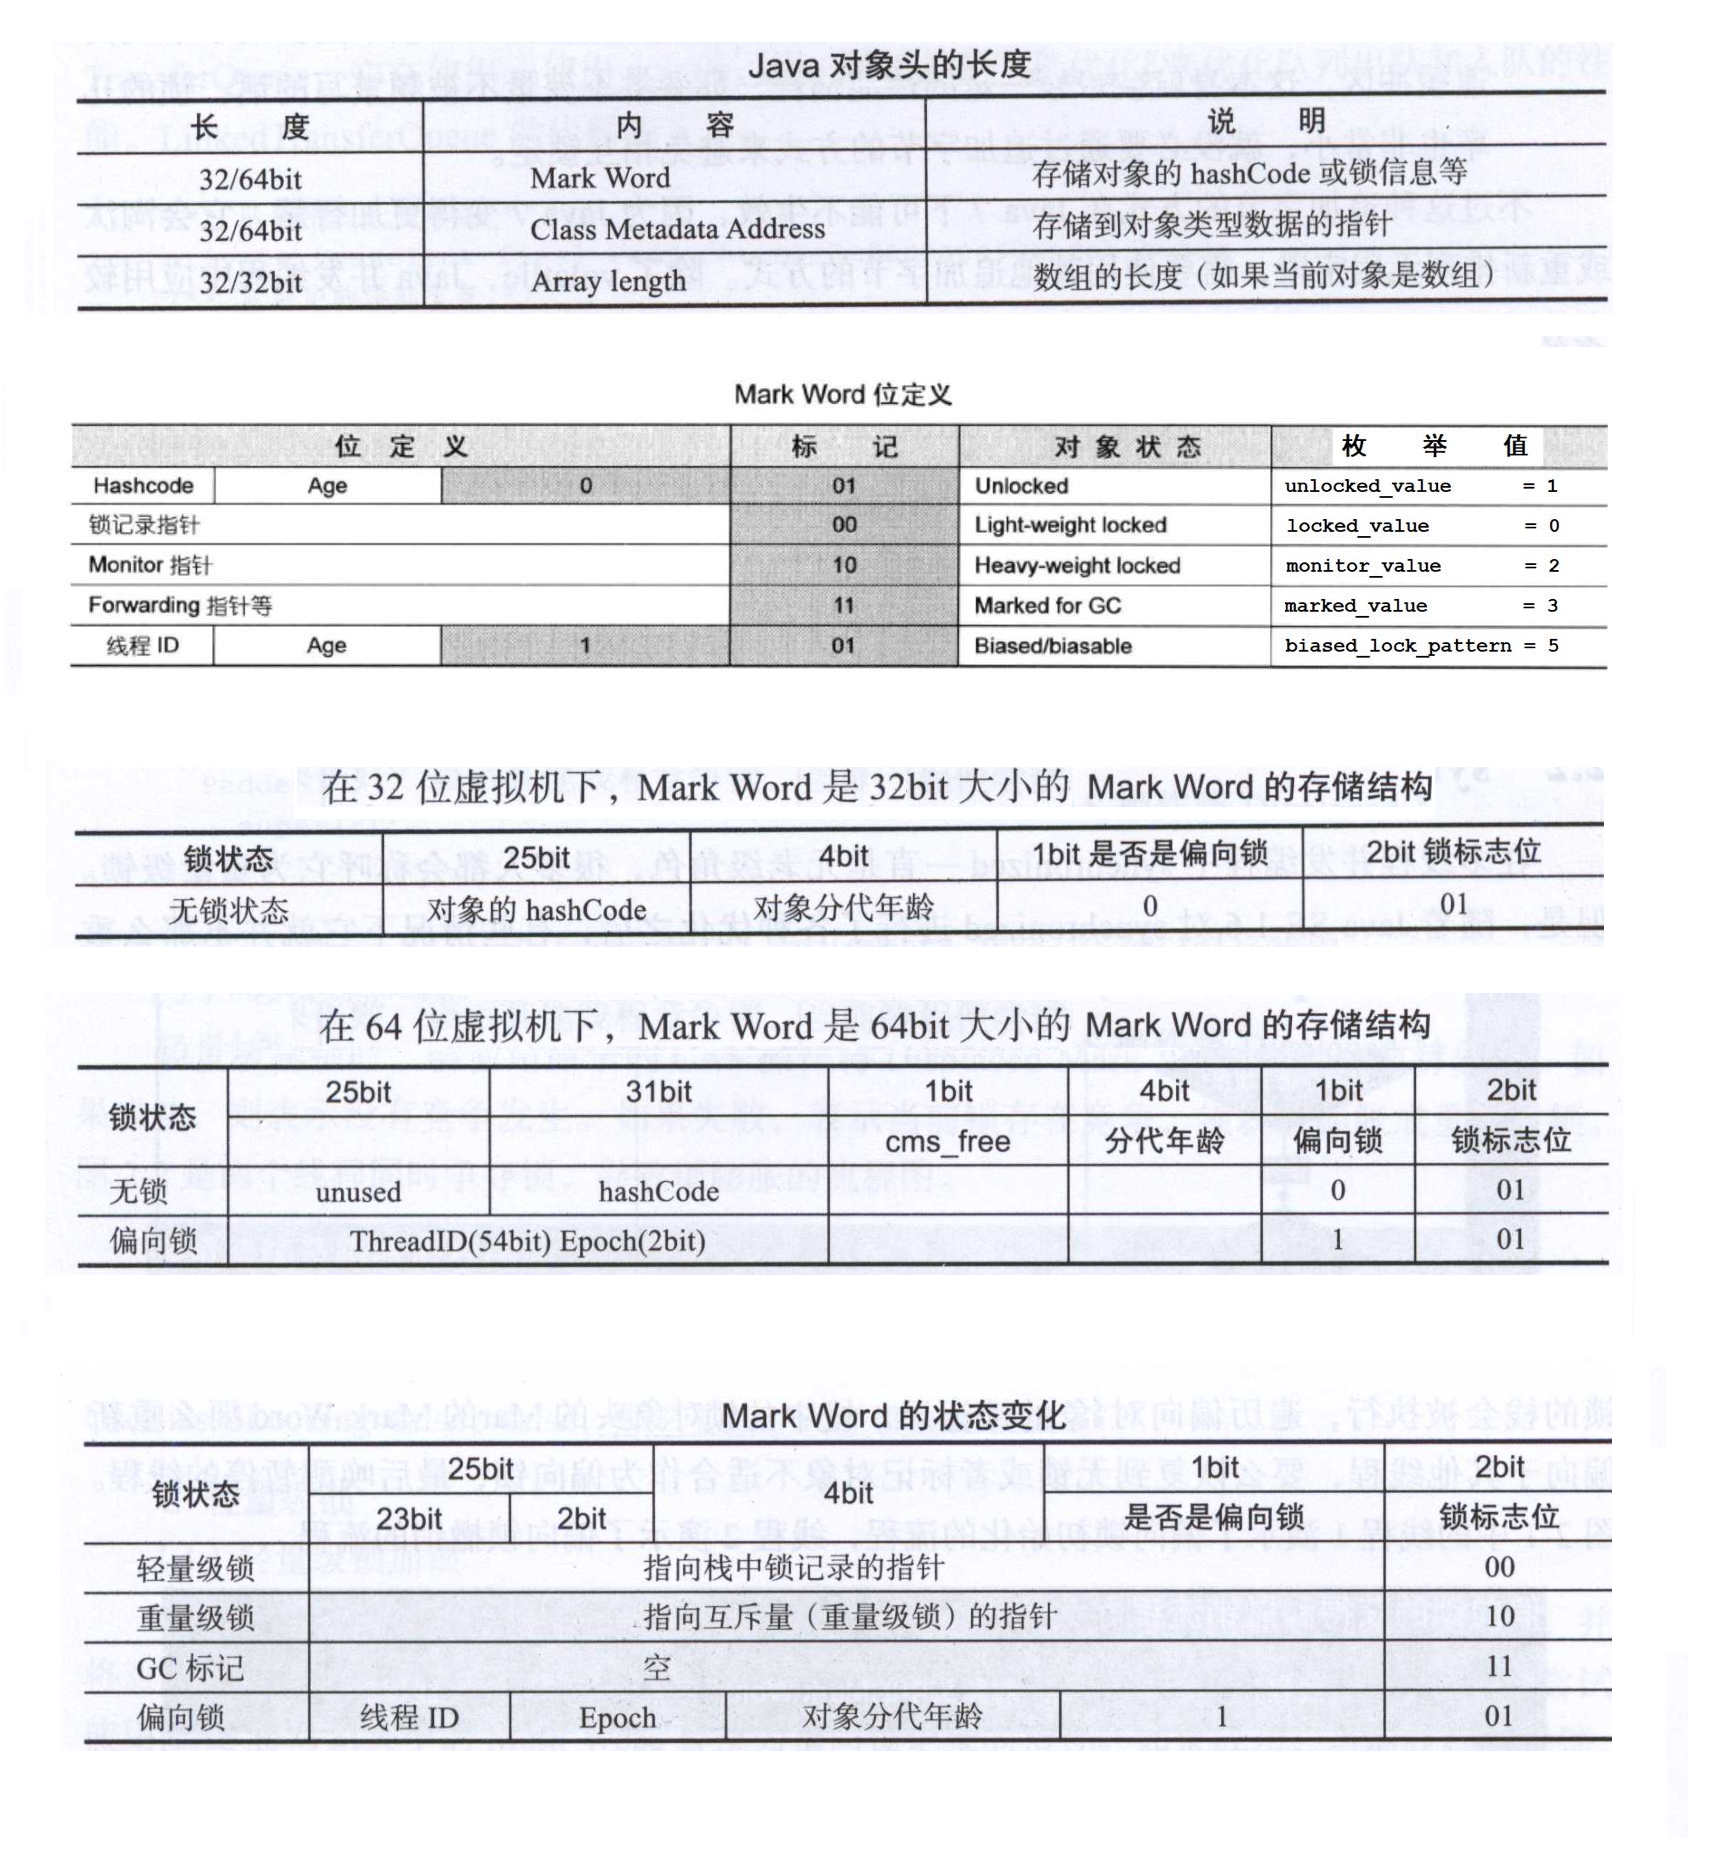 Java 对象头的长度
长 度 内 容 说 明
32/64bit Mark Word 存储对象的 hashCode 或锁信息等
32/64bit Class Metadata Address 存储到对象类型数据的指针
32/32bit Array length 数组的长度（如果当前对象是数组）
Mark Word 位定义
位 定 义 标 记 对 象 状 态 枚 举 值
Hashcode Age 0 01 Unlocked unlocked_value = 1
锁记录指针 00 Light-weight locked locked_value = 0
Monitor 指针 10 Heavy-weight locked monitor_value = 2
Forwarding 指针等 11 Marked for GC marked_value = 3
线程 ID Age 1 01 Biased/biasable biased_lock_pattern = 5
在 32 位虚拟机下，Mark Word 是 32bit 大小的 Mark Word 的存储结构
锁状态 25bit 4bit 1bit 是否是偏向锁 2bit 锁标志位
无锁状态 对象的 hashCode 对象分代年龄 0 01
在 64 位虚拟机下，Mark Word 是 64bit 大小的 Mark Word 的存储结构
锁状态 25bit 31bit 1bit 4bit 1bit 2bit
cms_free 分代年龄 偏向锁 锁标志位
无锁 unused hashCode 0 01
偏向锁 ThreadID(54bit) Epoch(2bit) 1 01
Mark Word 的状态变化
锁状态 25bit 4bit 1bit 2bit
23bit 2bit 是否是偏向锁 锁标志位
轻量级锁 指向栈中锁记录的指针 00
重量级锁 指向互斥量（重量级锁）的指针 10
GC 标记 空 11
偏向锁 线程 ID Epoch 对象分代年龄 1 01